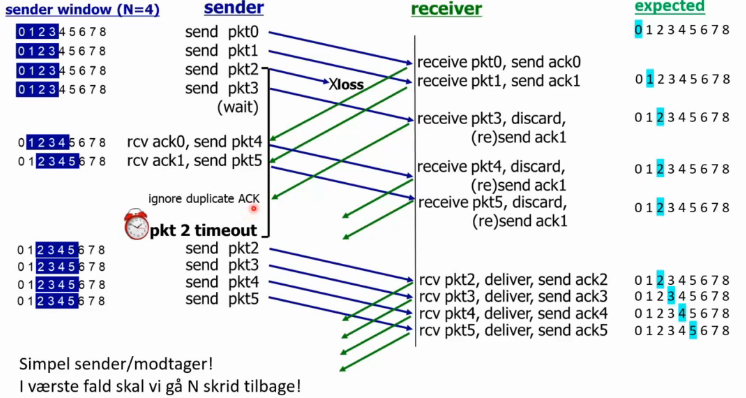 sender window (N=4) sender receiver expected
0 1 2 3 4 5 6 7 8 send pkt0 0 1 2 3 4 5 6 7 8
0 1 2 3 4 5 6 7 8 send pkt1
0 1 2 3 4 5 6 7 8 send pkt2 receive pkt0, send ack0
0 1 2 3 4 5 6 7 8 send pkt3 Xloss receive pkt1, send ack1 0 1 2 3 4 5 6 7 8
(wait)
receive pkt3, discard, 0 1 2 3 4 5 6 7 8
(re)send ack1
0 1 2 3 4 5 6 7 8 rcv ack0, send pkt4
0 1 2 3 4 5 6 7 8 rcv ack1, send pkt5
receive pkt4, discard, 0 1 2 3 4 5 6 7 8
(re)send ack1
ignore duplicate ACK receive pkt5, discard, 0 1 2 3 4 5 6 7 8
(re)send ack1
pkt 2 timeout
0 1 2 3 4 5 6 7 8 send pkt2
0 1 2 3 4 5 6 7 8 send pkt3
0 1 2 3 4 5 6 7 8 send pkt4 rcv pkt2, deliver, send ack2 0 1 2 3 4 5 6 7 8
0 1 2 3 4 5 6 7 8 send pkt5 rcv pkt3, deliver, send ack3 0 1 2 3 4 5 6 7 8
rcv pkt4, deliver, send ack4 0 1 2 3 4 5 6 7 8
rcv pkt5, deliver, send ack5 0 1 2 3 4 5 6 7 8
Simpel sender/modtager!
I værste fald skal vi gå N skrid tilbage!